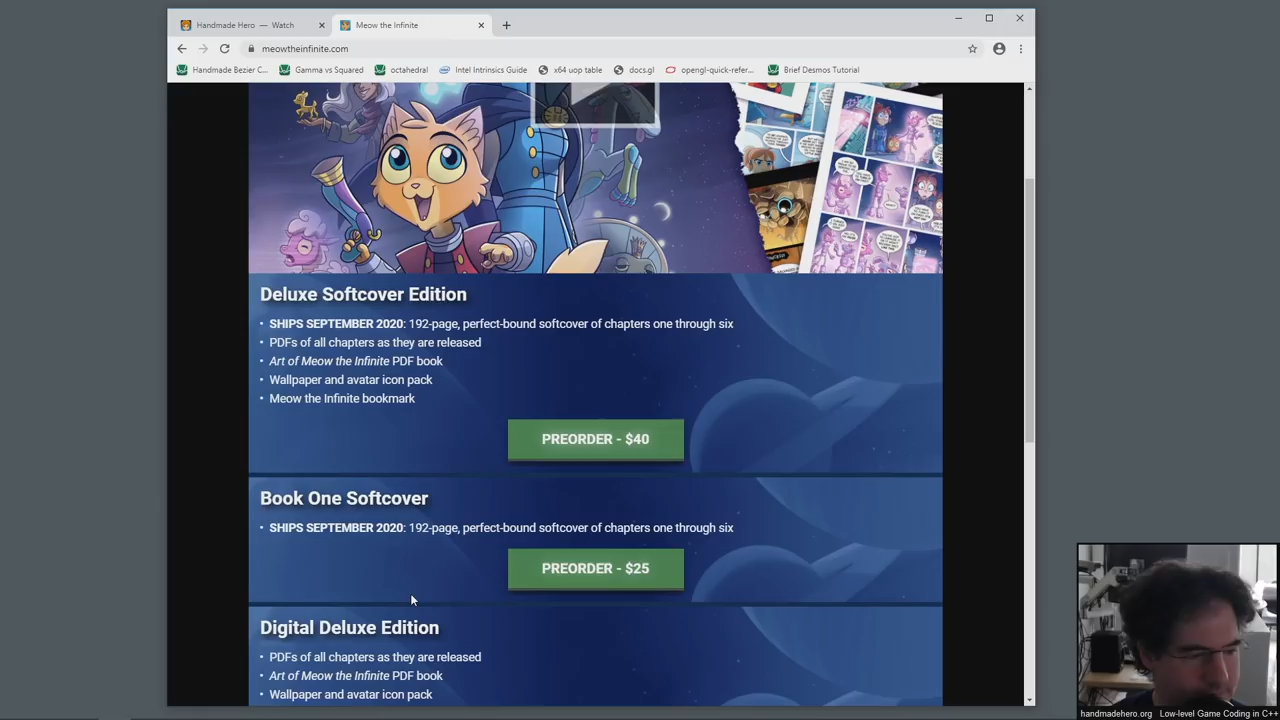 Handmade Hero — Watch
Meow the Infinite
meowtheinfinite.com
Handmade Bezier C...
Gamma vs Squared
octahedral
Intel Intrinsics Guide
x64 uop table
docs.gl
opengl-quick-refer...
Brief Desmos Tutorial
Deluxe Softcover Edition
• SHIPS SEPTEMBER 2020: 192-page, perfect-bound softcover of chapters one through six
• PDFs of all chapters as they are released
• Art of Meow the Infinite PDF book
• Wallpaper and avatar icon pack
• Meow the Infinite bookmark
PREORDER - $40
Book One Softcover
• SHIPS SEPTEMBER 2020: 192-page, perfect-bound softcover of chapters one through six
PREORDER - $25
Digital Deluxe Edition
• PDFs of all chapters as they are released
• Art of Meow the Infinite PDF book
• Wallpaper and avatar icon pack
handmadehero.org Low-level Game Coding in C++